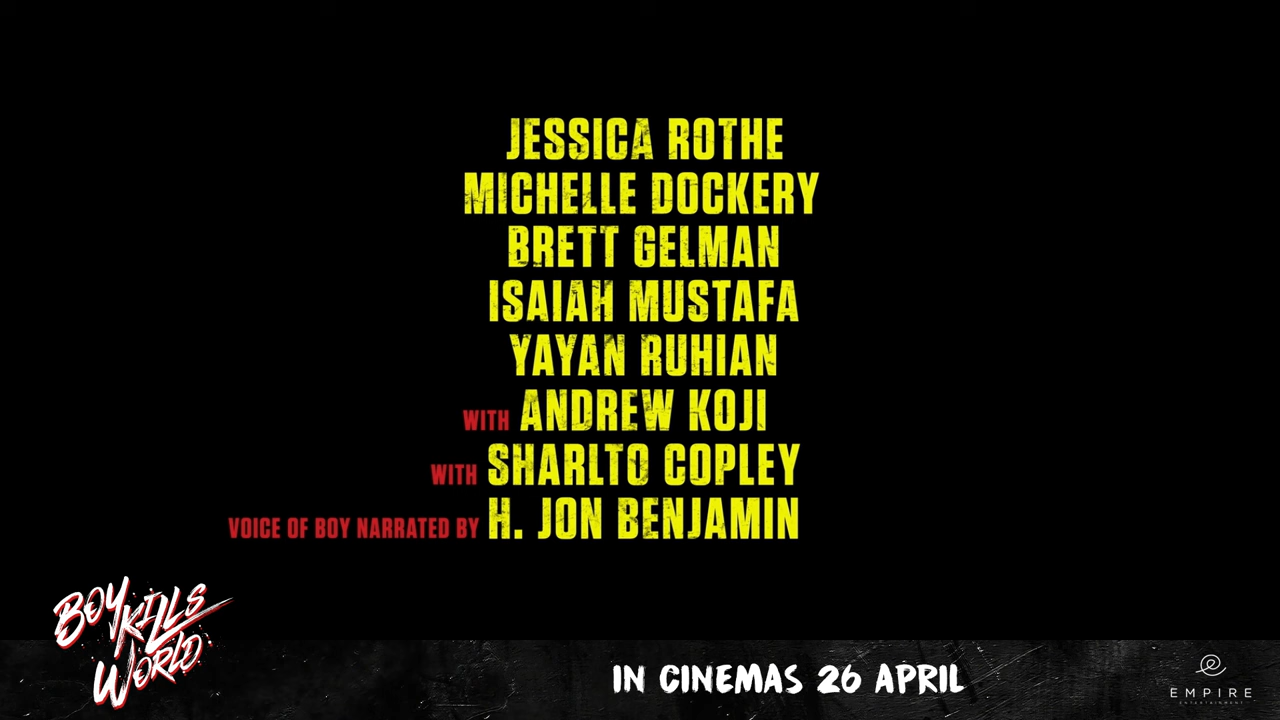 JESSICA ROTHE
MICHELLE DOCKERY
BRETT GELMAN
ISAIAH MUSTAFA
YAYAN RUHIAN
WITH ANDREW KOJI
WITH SHARLTO COPLEY
VOICE OF BOY NARRATED BY H. JON BENJAMIN
BOY KILLS
WORLD
IN CINEMAS 26 APRIL
EMPIRE
ENTERTAINMENT